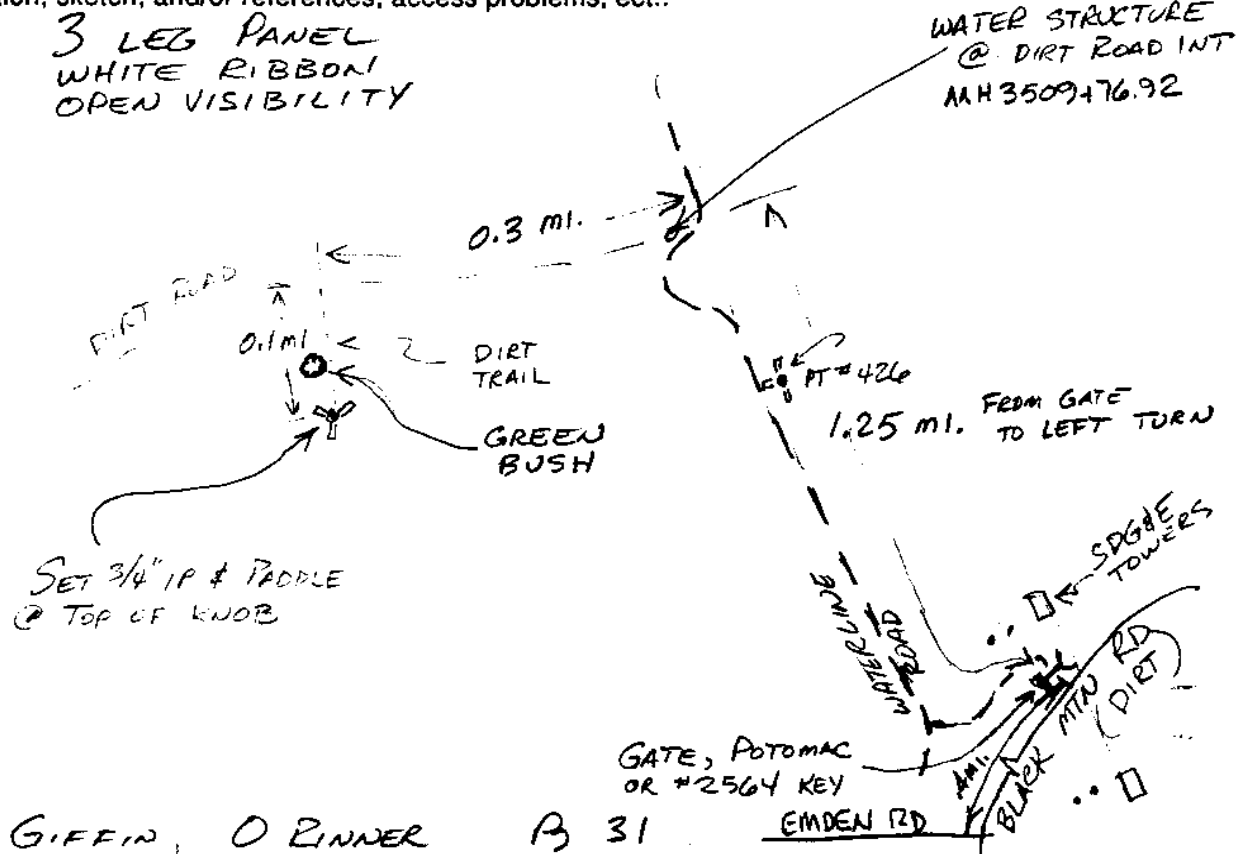 tion, sketch, and/or references, access problems, ect..
3 LEG PANEL
WHITE RIBBON
OPEN VISIBILITY
WATER STRUCTURE
@ DIRT ROAD INT
MH 3509+76.92
0.3 MI.
DIRT ROAD
0.1 MI
DIRT
TRAIL
PT # 426
1.25 MI. FROM GATE
TO LEFT TURN
GREEN
BUSH
SET 3/4" IP & PADDLE
@ TOP OF KNOB
SDG&E
TOWERS
WATERLINE
ROAD
BLACK MTN RD
(DIRT)
GATE, POTOMAC
OR #2564 KEY
MI.
EMDEN RD
GIFFIN, O RINNER
31